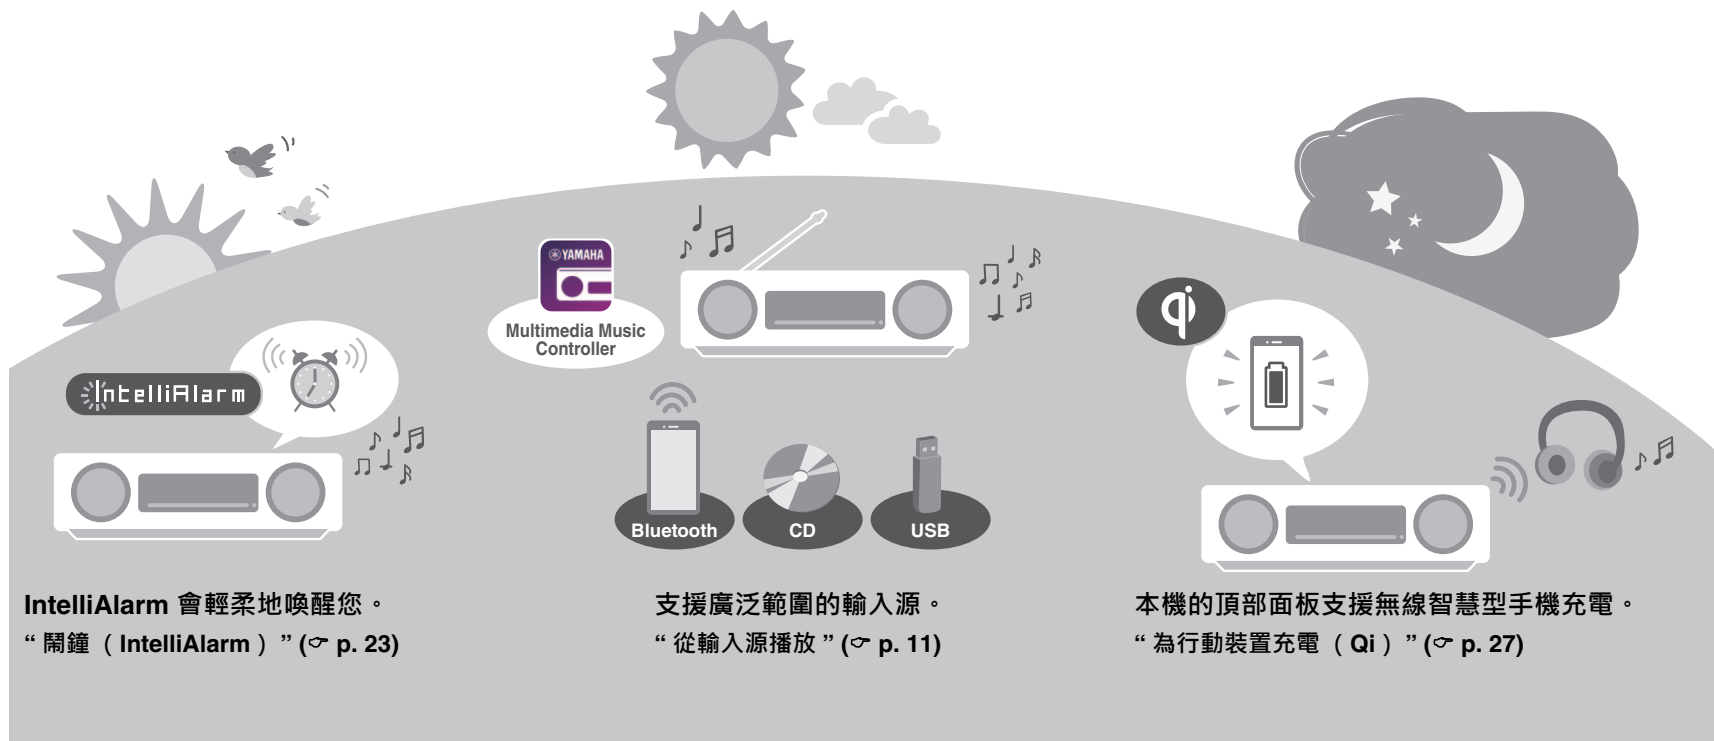 YAMAHA
Multimedia Music
Controller
IntelliAlarm
Bluetooth
CD
USB
qi
IntelliAlarm 會輕柔地喚醒您。
“ 鬧鐘 （ IntelliAlarm ） ” (☞ p. 23)
支援廣泛範圍的輸入源。
“ 從輸入源播放 ” (☞ p. 11)
本機的頂部面板支援無線智慧型手機充電。
“ 為行動裝置充電 （ Qi ） ” (☞ p. 27)